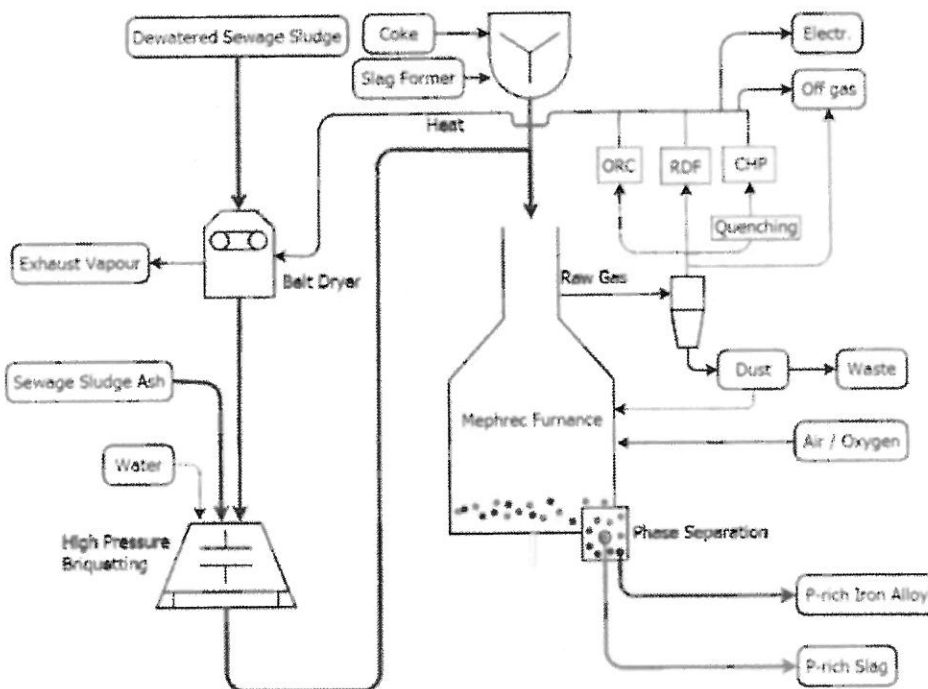 Dewatered Sewage Sludge
Coke
Slag Former
Electr.
Off gas
Heat
ORC
RDF
CHP
Quenching
Exhaust Vapour
Belt Dryer
Raw Gas
Sewage Sludge Ash
Dust
Waste
Mephrec Furnance
Air / Oxygen
Water
High Pressure
Briquetting
Phase Separation
P-rich Iron Alloy
P-rich Slag